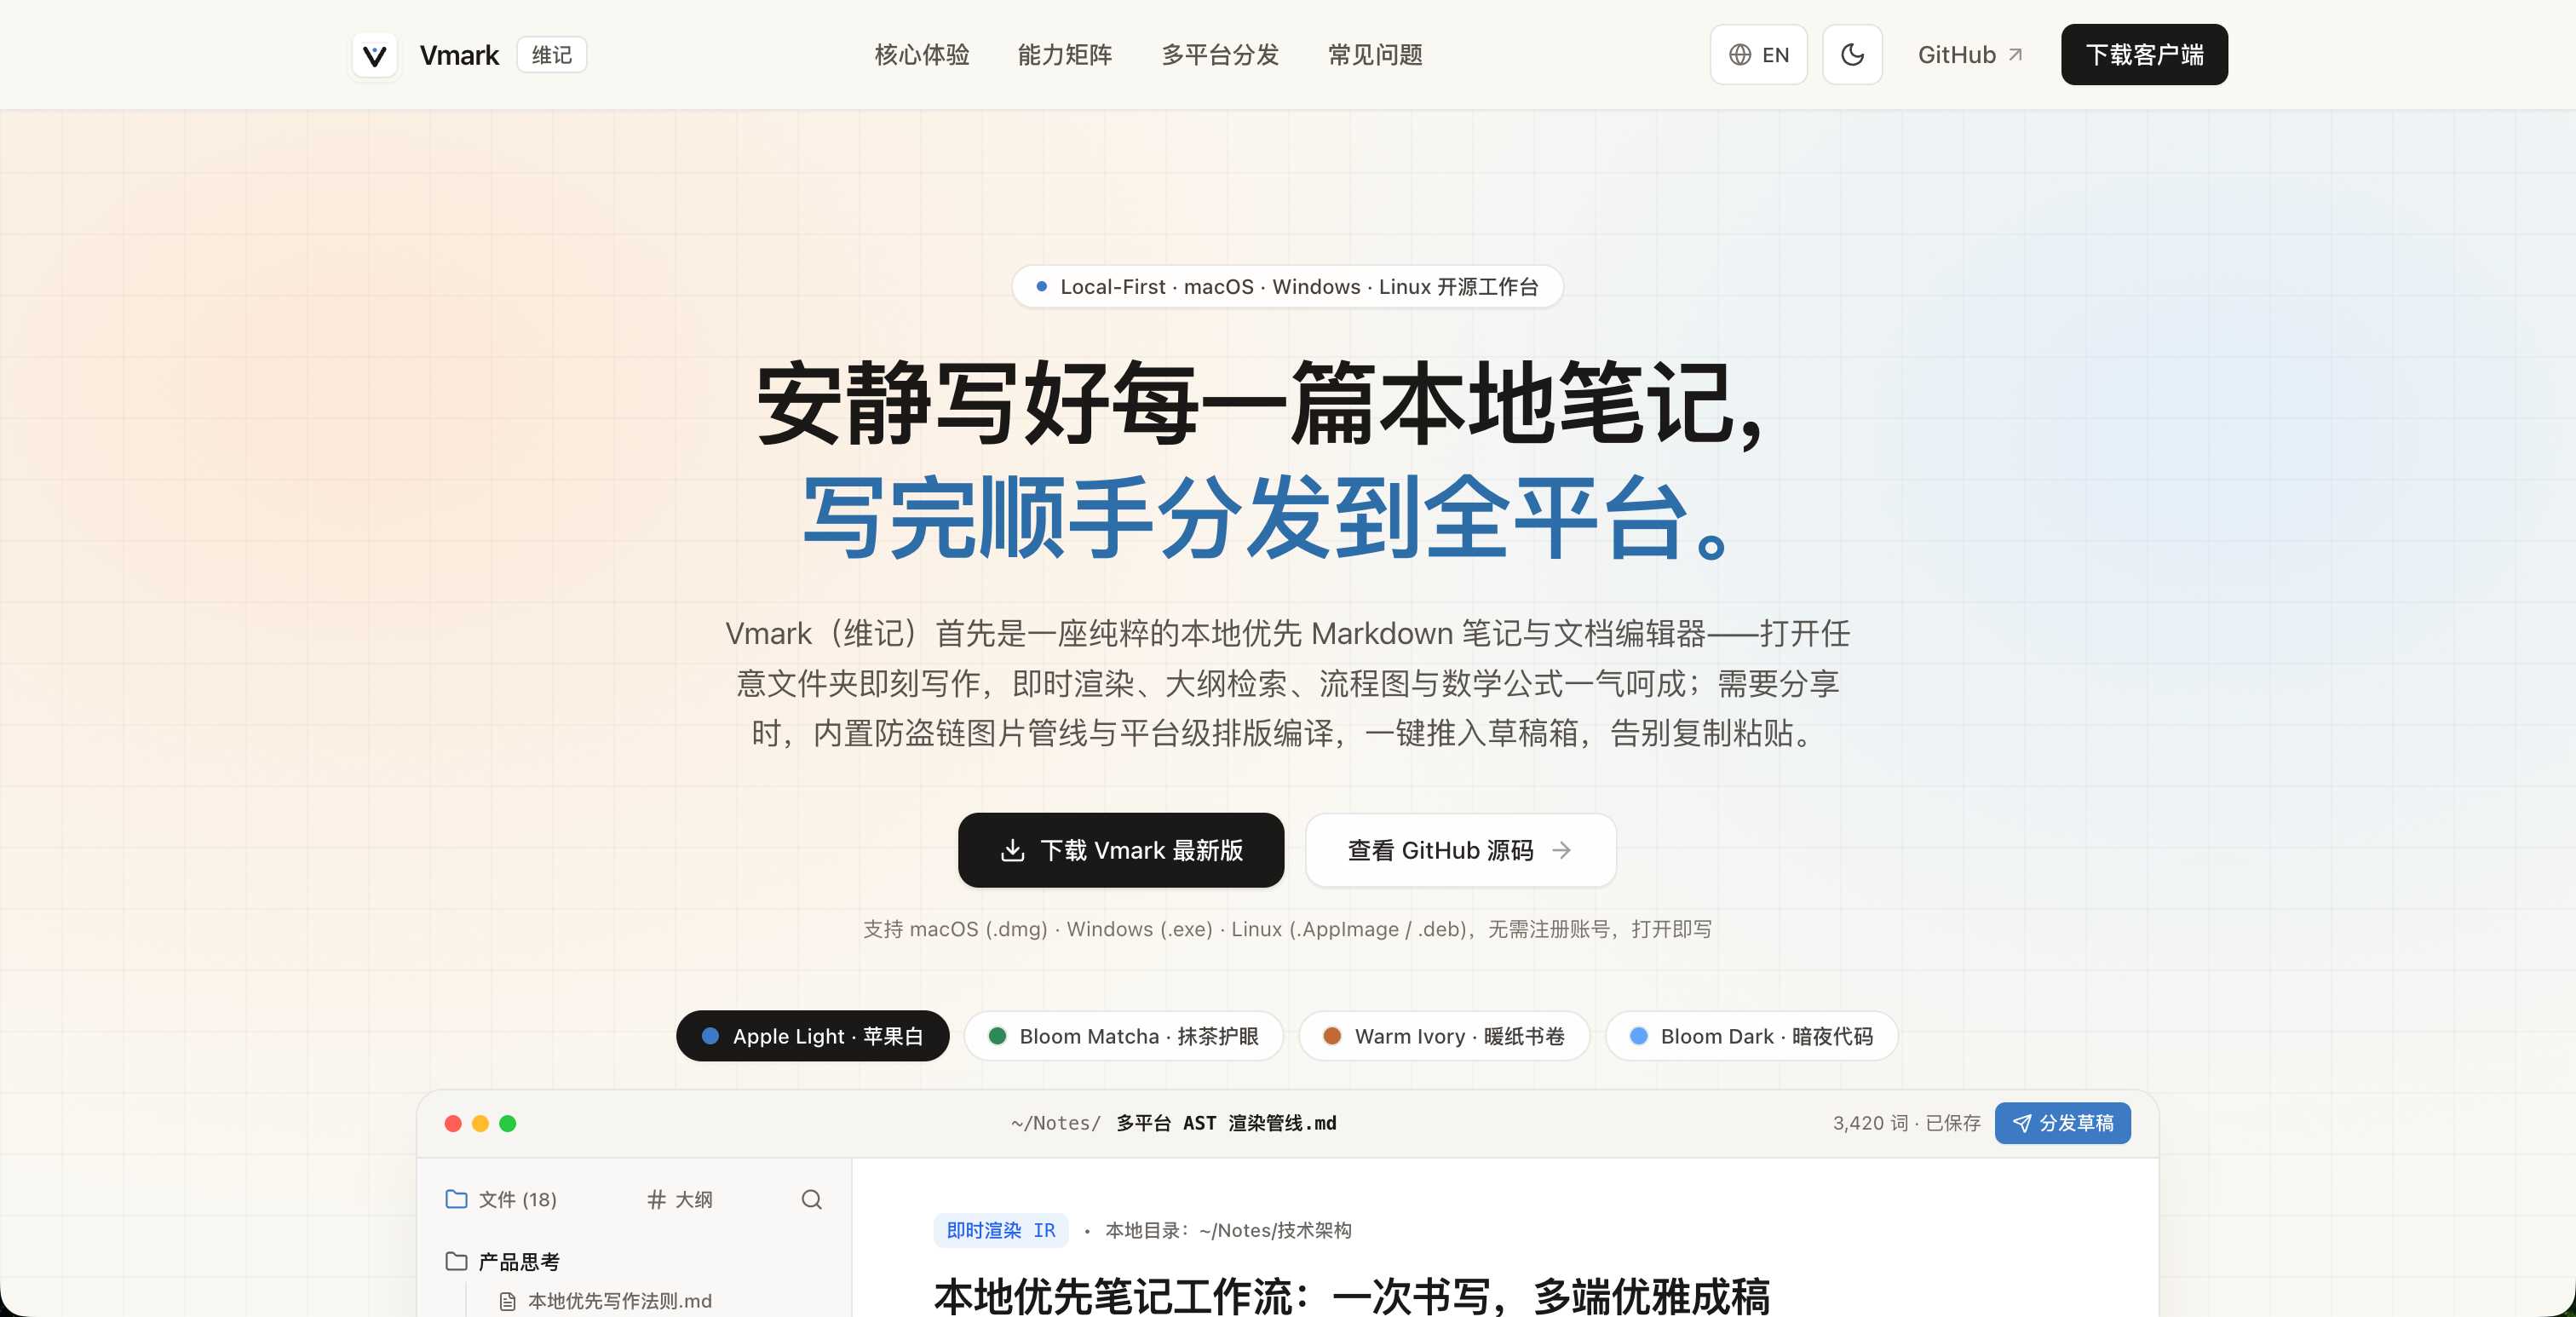 Vmark 维记
核心体验 能力矩阵 多平台分发 常见问题
EN GitHub 下载客户端
Local-First · macOS · Windows · Linux 开源工作台
安静写好每一篇本地笔记，
写完顺手分发到全平台。
Vmark（维记）首先是一座纯粹的本地优先 Markdown 笔记与文档编辑器——打开任
意文件夹即刻写作，即时渲染、大纲检索、流程图与数学公式一气呵成；需要分享
时，内置防盗链图片管线与平台级排版编译，一键推入草稿箱，告别复制粘贴。
下载 Vmark 最新版 查看 GitHub 源码
支持 macOS (.dmg) · Windows (.exe) · Linux (.AppImage / .deb)，无需注册账号，打开即写
Apple Light · 苹果白 Bloom Matcha · 抹茶护眼 Warm Ivory · 暖纸书卷 Bloom Dark · 暗夜代码
~/Notes/ 多平台 AST 渲染管线.md 3,420 词 · 已保存 分发草稿
文件 (18) 大纲
产品思考
本地优先写作法则.md
即时渲染 IR • 本地目录：~/Notes/技术架构
本地优先笔记工作流：一次书写，多端优雅成稿